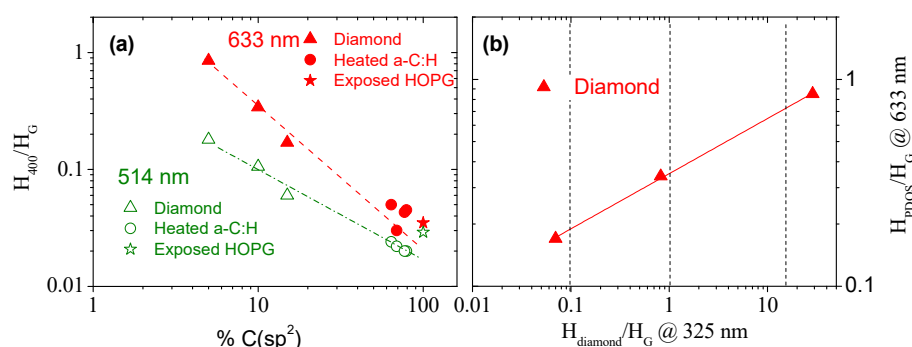 (a)
633 nm
Diamond
Heated a-C:H
Exposed HOPG
514 nm
Diamond
Heated a-C:H
Exposed HOPG
H400/HG
1
0.1
0.01
1
10
100
% C(sp²)
(b)
Diamond
0.01
0.1
1
10
Hdiamond/HG @ 325 nm
1
0.1
HPDOS/HG @ 633 nm